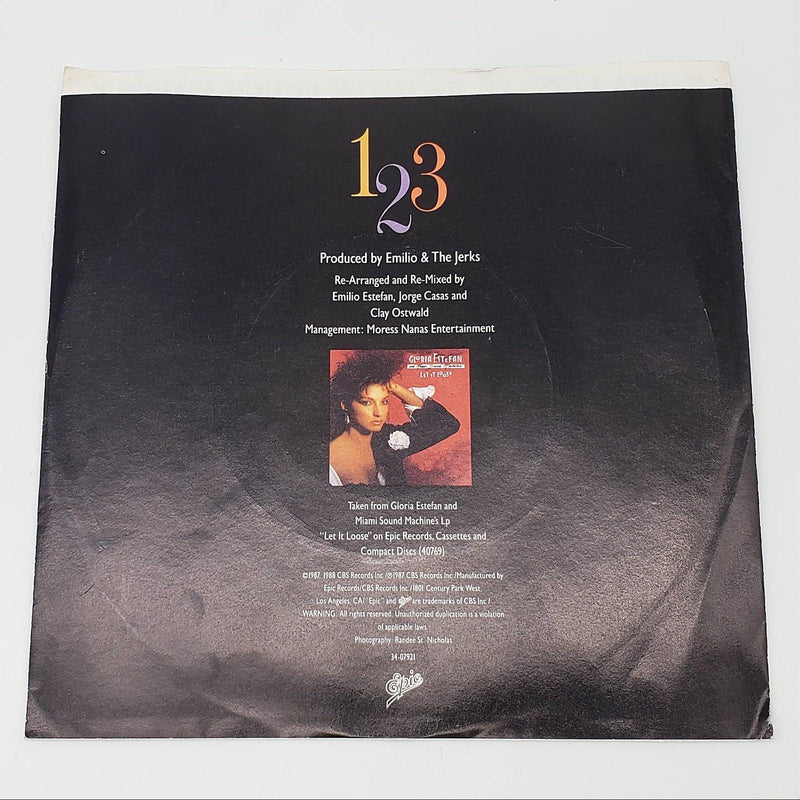 1 2 3
Produced by Emilio & The Jerks
Re-Arranged and Re-Mixed by
Emilio Estefan, Jorge Casas and
Clay Ostwald
Management: Moress Nanas Entertainment
GLORIA ESTEFAN
LET IT LOOSE
Taken from Gloria Estefan and
Miami Sound Machine's Lp
"Let It Loose" on Epic Records, Cassettes and
Compact Discs (40769)
©1987, 1988 CBS Records Inc./℗1987 CBS Records Inc./Manufactured by
Epic Records/CBS Records Inc./1801 Century Park West,
Los Angeles, CA/"Epic" and Epic are trademarks of CBS Inc./
WARNING: All rights reserved. Unauthorized duplication is a violation
of applicable laws.
Photography: Randee St. Nicholas
34-07921
Epic